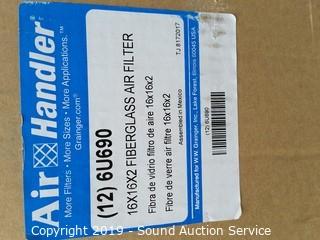 Air Handler
More Filters • More Sizes • More Applications.™
Grainger.com®
(12) 6U690
16X16X2 FIBERGLASS AIR FILTER
Fibra de vidrio filtro de aire 16x16x2
Fibre de verre air filtre 16x16x2
Assembled in Mexico
TJ 8172017
Manufactured for W.W. Grainger, Inc., Lake Forest, Illinois 60045 USA
(12) 6U690
Copyright 2019 - South Auction